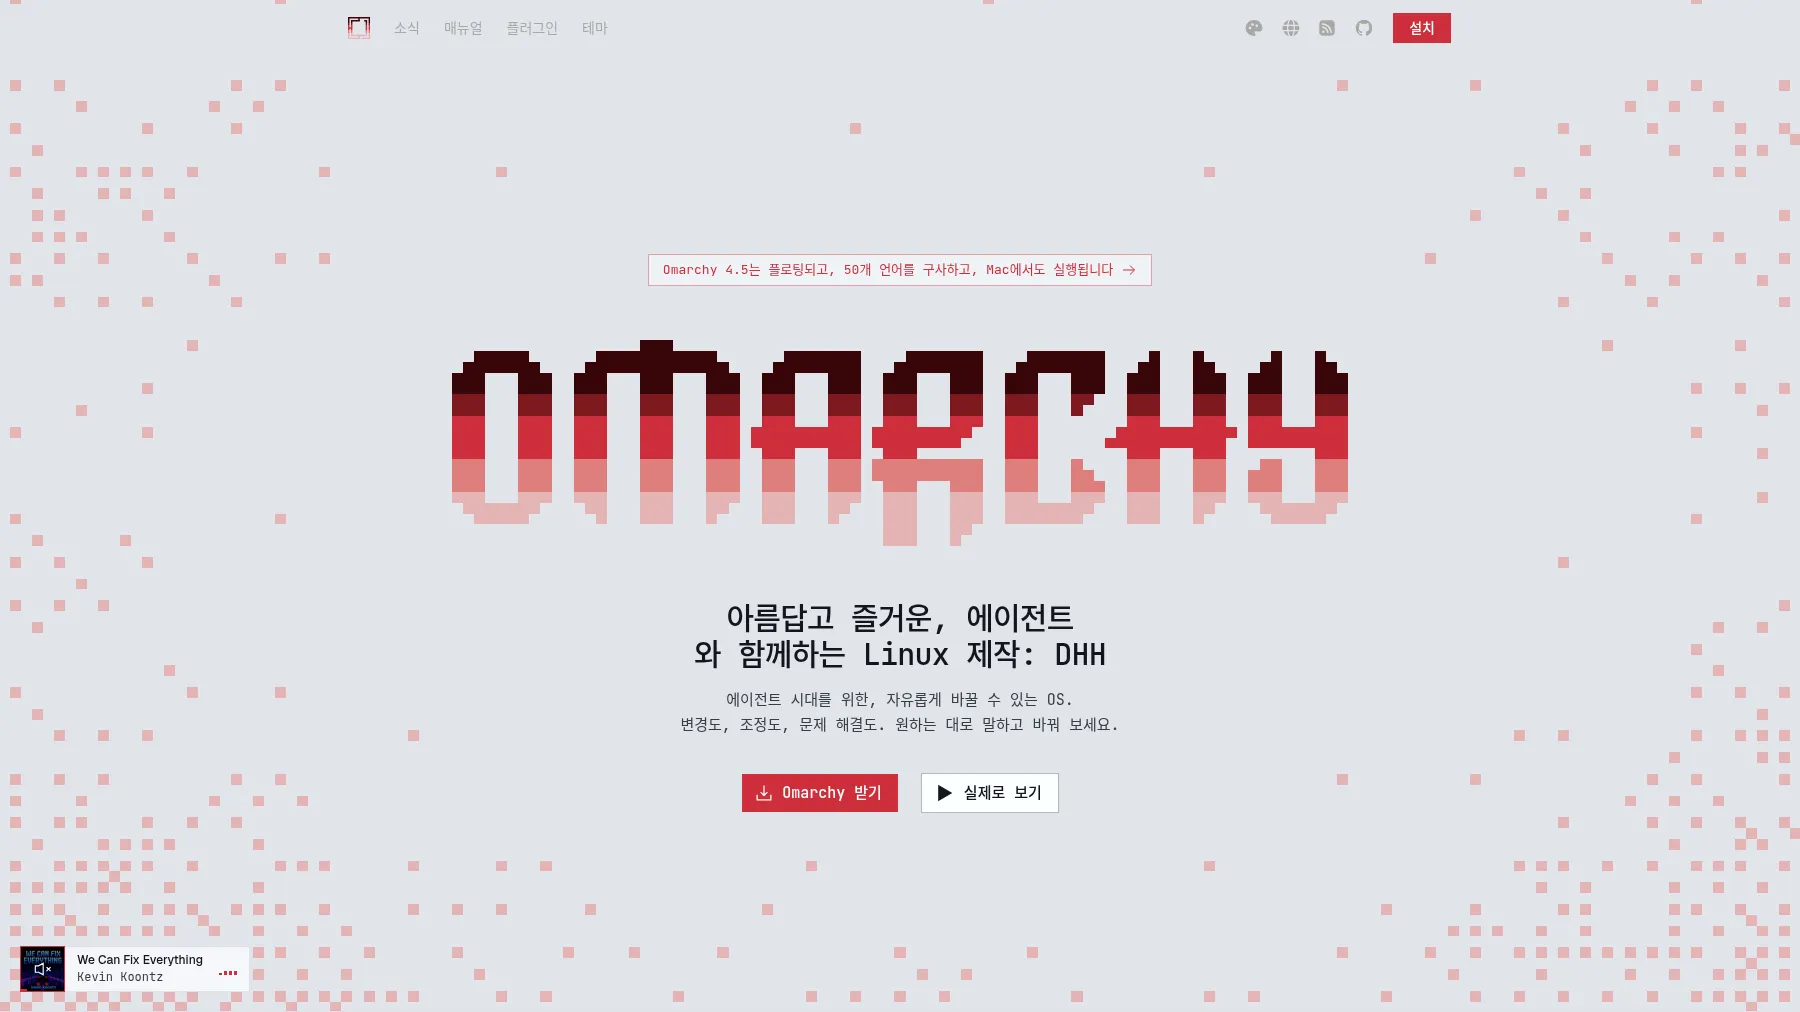 소식
매뉴얼
플러그인
테마
설치
Omarchy 4.5는 플로팅되고, 50개 언어를 구사하고, Mac에서도 실행됩니다 →
OMARCHY
아름답고 즐거운, 에이전트
와 함께하는 Linux 제작: DHH
에이전트 시대를 위한, 자유롭게 바꿀 수 있는 OS.
변경도, 조정도, 문제 해결도. 원하는 대로 말하고 바꿔 보세요.
Omarchy 받기
실제로 보기
WE CAN FIX
EVERYTHING
We Can Fix Everything
Kevin Koontz